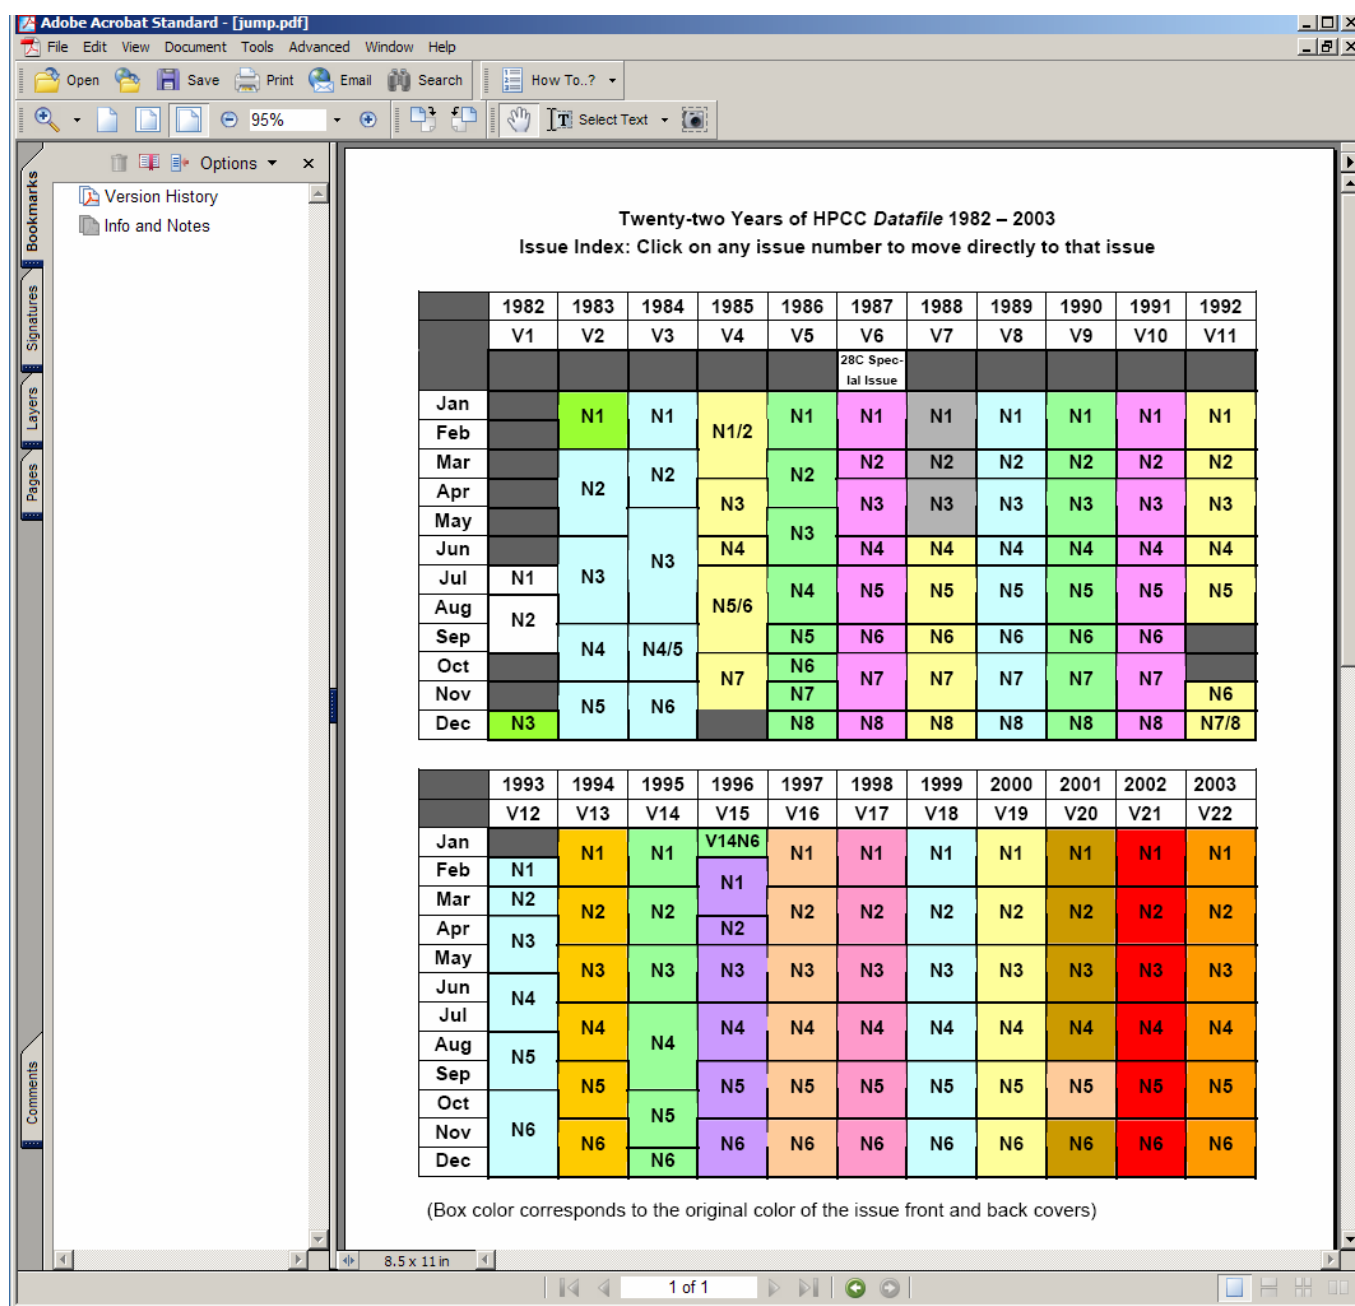 Adobe Acrobat Standard - [jump.pdf]
File Edit View Document Tools Advanced Window Help
Open Save Print Email Search How To..?
95% Select Text
Options
Bookmarks
Signatures
Layers
Pages
Comments
Version History
Info and Notes
Twenty-two Years of HPCC Datafile 1982 – 2003
Issue Index: Click on any issue number to move directly to that issue
1982 1983 1984 1985 1986 1987 1988 1989 1990 1991 1992
V1 V2 V3 V4 V5 V6 V7 V8 V9 V10 V11
28C Spec-
ial Issue
Jan N1 N1 N1 N1 N1 N1 N1 N1 N1
Feb N1/2
Mar N2 N2 N2 N2 N2 N2 N2
Apr N2 N2 N3 N2 N3 N3 N3 N3 N3 N3
May N3
Jun N4 N4 N4 N4 N4 N4 N4
Jul N1 N3 N3 N4 N5 N5 N5 N5 N5 N5
Aug N2 N5/6
Sep N5 N6 N6 N6 N6 N6
Oct N4 N4/5 N7 N6 N7 N7 N7 N7 N7
Nov N5 N6 N7 N6
Dec N3 N8 N8 N8 N8 N8 N8 N7/8
1993 1994 1995 1996 1997 1998 1999 2000 2001 2002 2003
V12 V13 V14 V15 V16 V17 V18 V19 V20 V21 V22
Jan N1 N1 V14N6 N1 N1 N1 N1 N1 N1 N1
Feb N1 N1
Mar N2 N2 N2 N2 N2 N2 N2 N2 N2 N2
Apr N3 N2
May N3 N3 N3 N3 N3 N3 N3 N3 N3 N3
Jun N4
Jul N4 N4 N4 N4 N4 N4 N4 N4 N4
Aug N5 N4
Sep N5 N5 N5 N5 N5 N5 N5 N5 N5
Oct N5
Nov N6 N6 N6 N6 N6 N6 N6 N6 N6 N6
Dec N6
(Box color corresponds to the original color of the issue front and back covers)
8.5 x 11 in
1 of 1